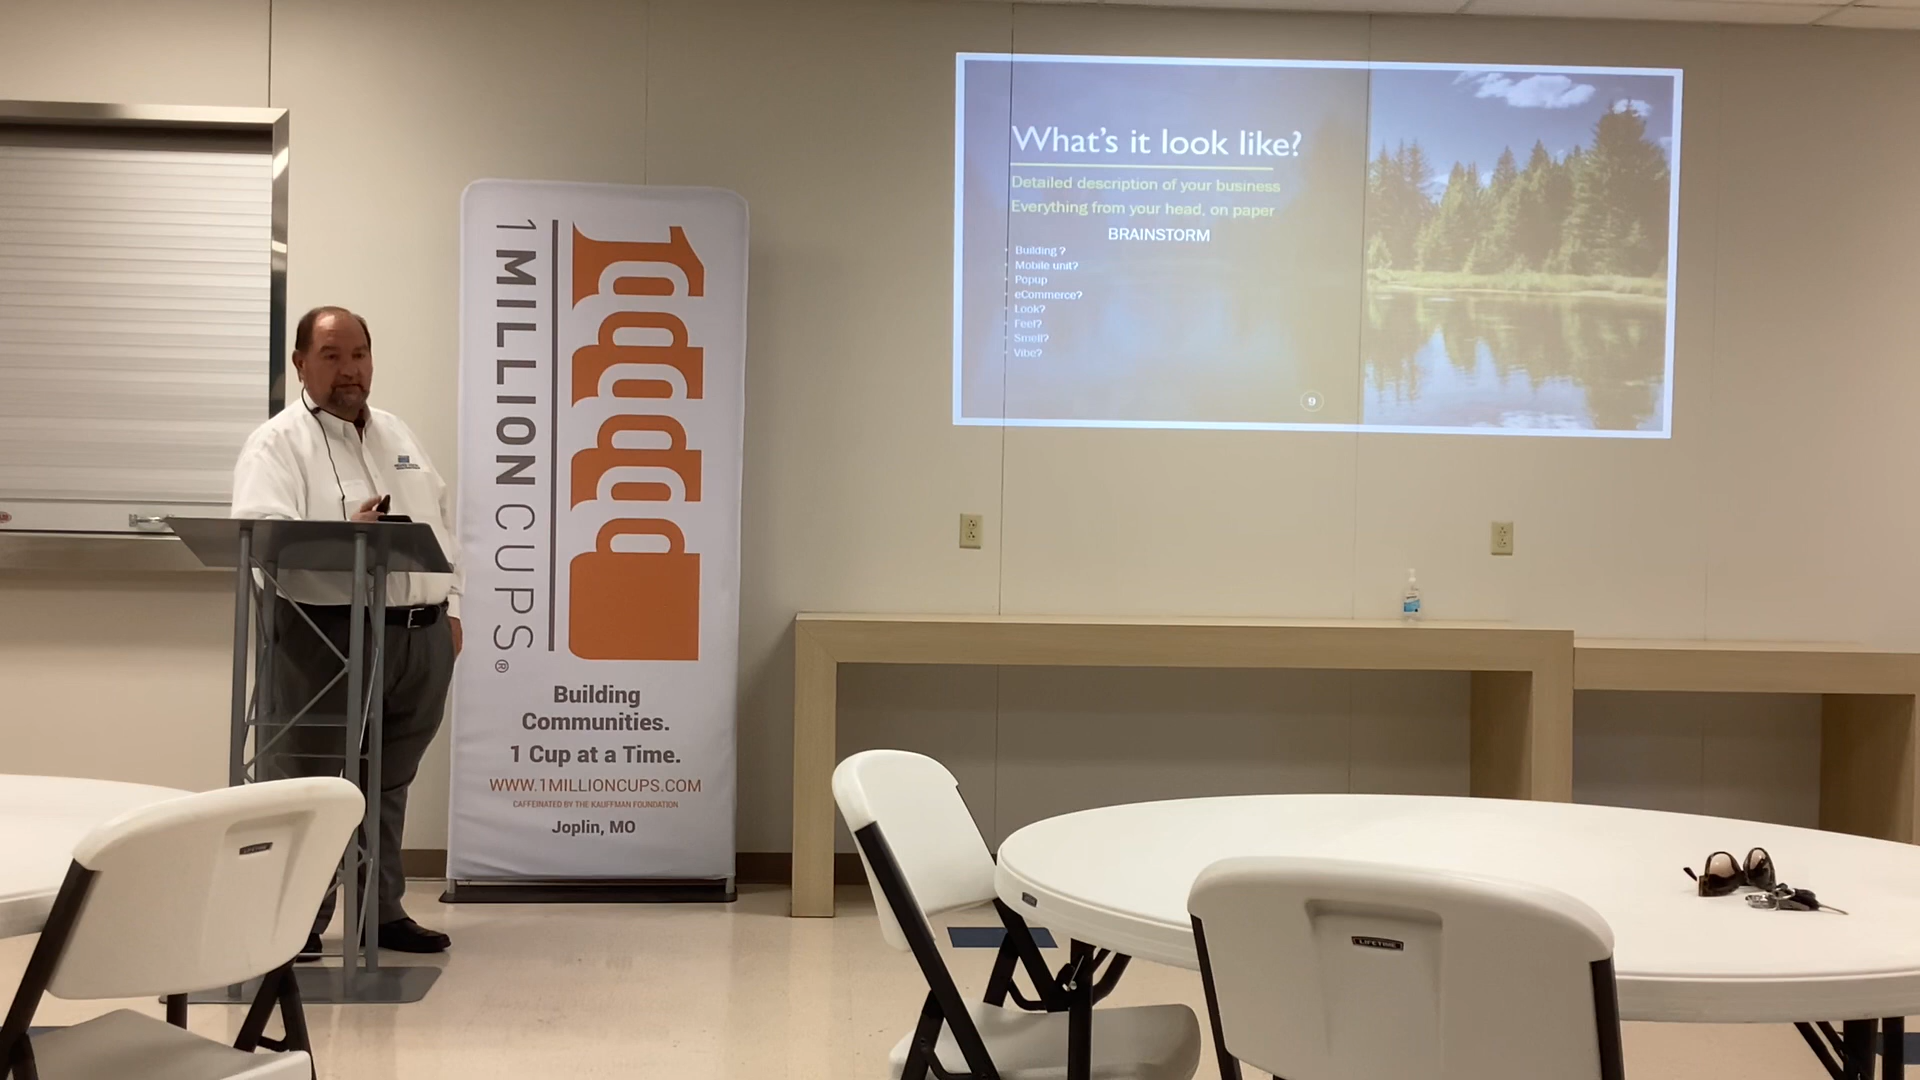 1 MILLION CUPS®
Building
Communities.
1 Cup at a Time.
WWW.1MILLIONCUPS.COM
CAFFEINATED BY THE KAUFFMAN FOUNDATION
Joplin, MO
What's it look like?
Detailed description of your business
Everything from your head, on paper
BRAINSTORM
Building ?
Mobile unit?
Popup
eCommerce?
Look?
Feel?
Smell?
Vibe?
9
LIFETIME
LIFETIME